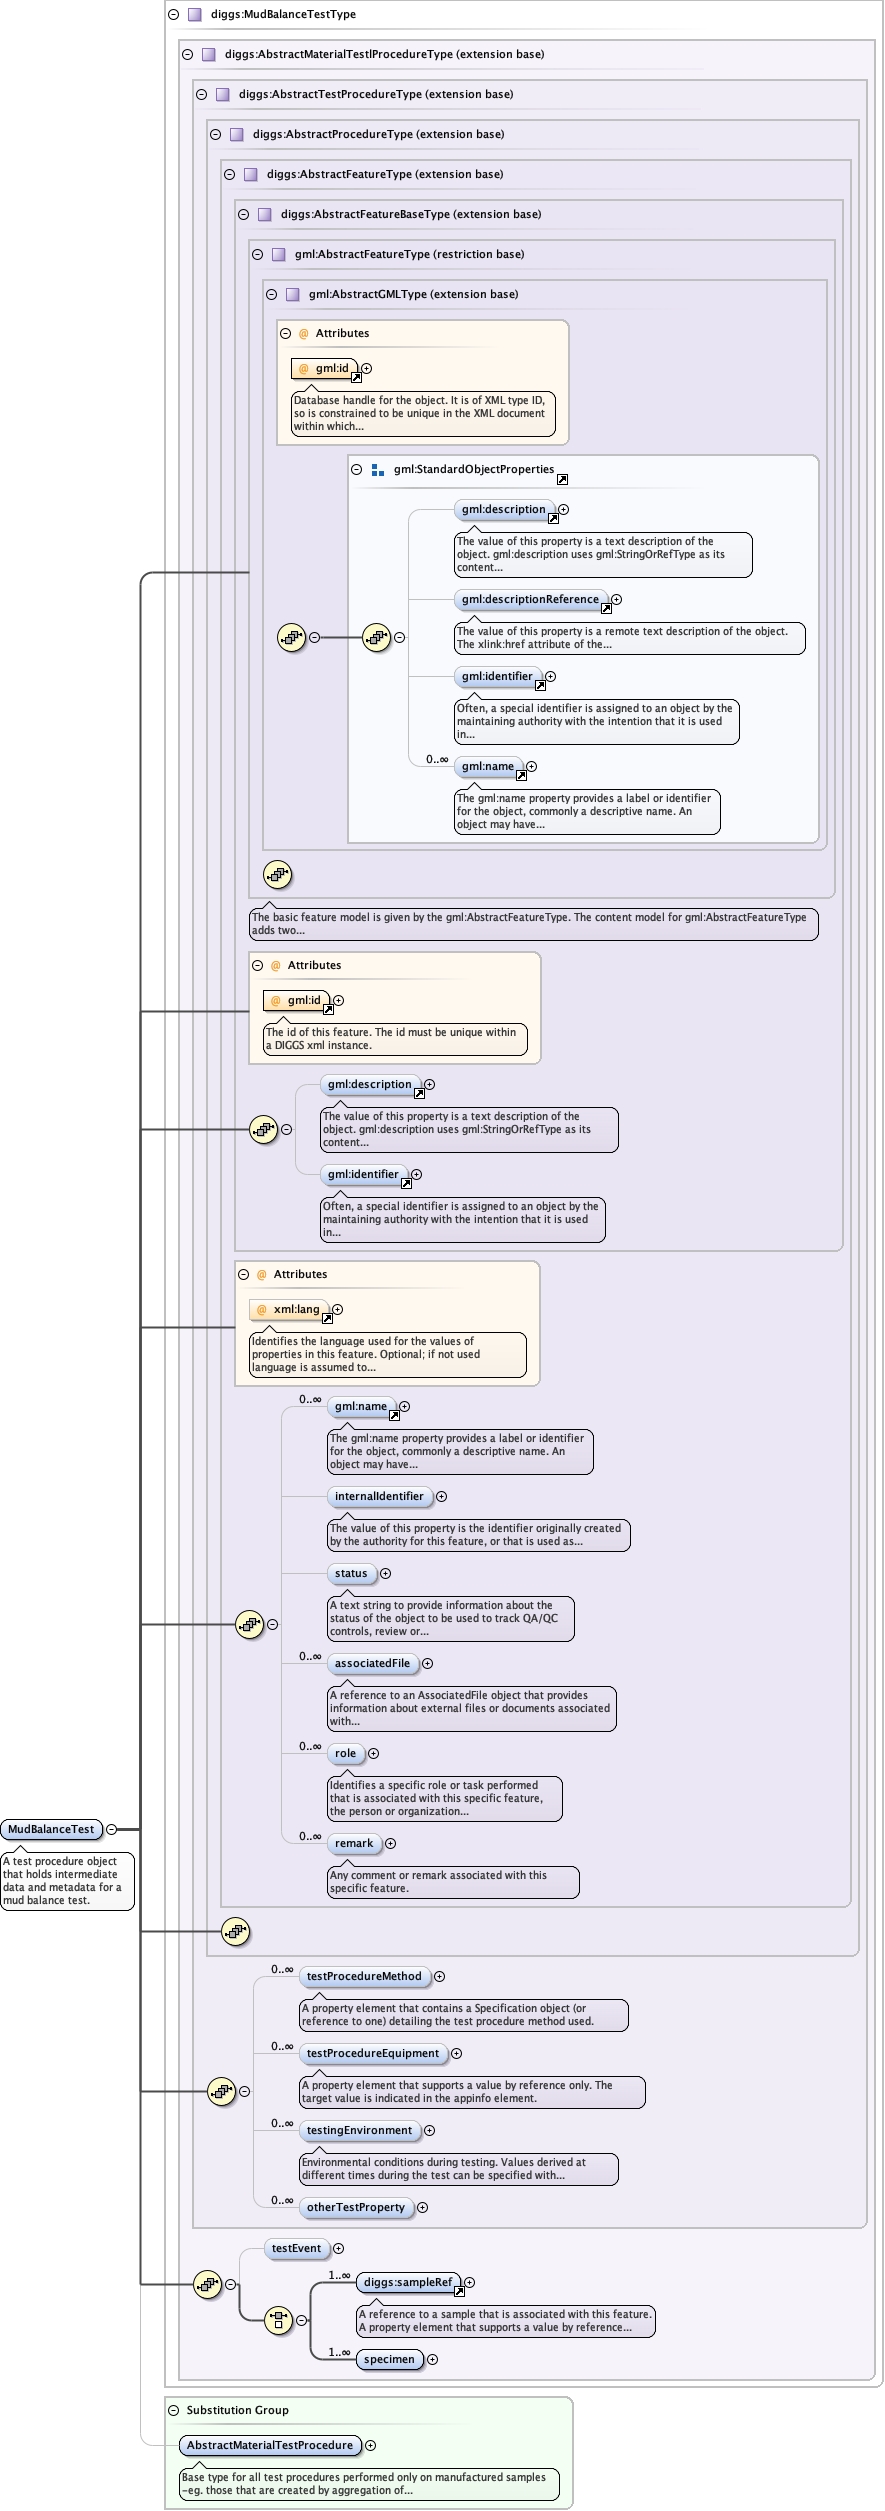 diggs:MudBalanceTestType
diggs:AbstractMaterialTestlProcedureType (extension base)
diggs:AbstractTestProcedureType (extension base)
diggs:AbstractProcedureType (extension base)
diggs:AbstractFeatureType (extension base)
diggs:AbstractFeatureBaseType (extension base)
gml:AbstractFeatureType (restriction base)
gml:AbstractGMLType (extension base)
@ Attributes
@ gml:id
Database handle for the object. It is of XML type ID,
so is constrained to be unique in the XML document
within which...
gml:StandardObjectProperties
gml:description
The value of this property is a text description of the
object. gml:description uses gml:StringOrRefType as its
content...
gml:descriptionReference
The value of this property is a remote text description of the object.
The xlink:href attribute of the...
gml:identifier
Often, a special identifier is assigned to an object by the
maintaining authority with the intention that it is used
in...
0..∞
gml:name
The gml:name property provides a label or identifier
for the object, commonly a descriptive name. An
object may have...
The basic feature model is given by the gml:AbstractFeatureType. The content model for gml:AbstractFeatureType
adds two...
@ Attributes
@ gml:id
The id of this feature. The id must be unique within
a DIGGS xml instance.
gml:description
The value of this property is a text description of the
object. gml:description uses gml:StringOrRefType as its
content...
gml:identifier
Often, a special identifier is assigned to an object by the
maintaining authority with the intention that it is used
in...
@ Attributes
@ xml:lang
Identifies the language used for the values of
properties in this feature. Optional; if not used
language is assumed to...
0..∞
gml:name
The gml:name property provides a label or identifier
for the object, commonly a descriptive name. An
object may have...
internalIdentifier
The value of this property is the identifier originally created
by the authority for this feature, or that is used as...
status
A text string to provide information about the
status of the object to be used to track QA/QC
controls, review or...
0..∞
associatedFile
A reference to an AssociatedFile object that provides
information about external files or documents associated
with...
0..∞
role
Identifies a specific role or task performed
that is associated with this specific feature,
the person or organization...
0..∞
remark
Any comment or remark associated with this
specific feature.
MudBalanceTest
A test procedure object
that holds intermediate
data and metadata for a
mud balance test.
0..∞
testProcedureMethod
A property element that contains a Specification object (or
reference to one) detailing the test procedure method used.
0..∞
testProcedureEquipment
A property element that supports a value by reference only. The
target value is indicated in the appinfo element.
0..∞
testingEnvironment
Environmental conditions during testing. Values derived at
different times during the test can be specified with...
0..∞
otherTestProperty
testEvent
1..∞
diggs:sampleRef
A reference to a sample that is associated with this feature.
A property element that supports a value by reference...
1..∞
specimen
Substitution Group
AbstractMaterialTestProcedure
Base type for all test procedures performed only on manufactured samples
-eg. those that are created by aggregation of...